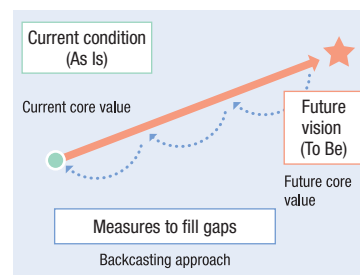 Current condition
(As Is)
Current core value
Future
vision
(To Be)
Future core
value
Measures to fill gaps
Backcasting approach